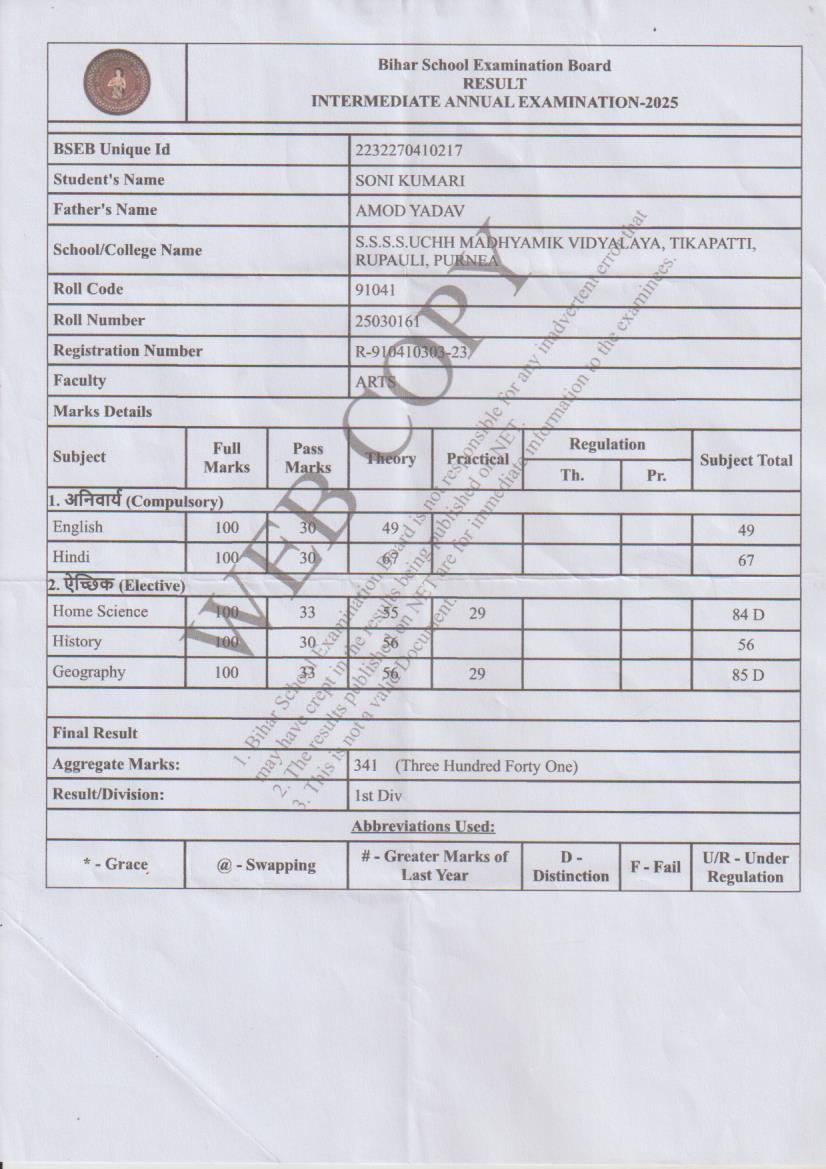 Bihar School Examination Board
RESULT
INTERMEDIATE ANNUAL EXAMINATION-2025
BSEB Unique Id 2232270410217
Student's Name SONI KUMARI
Father's Name AMOD YADAV
School/College Name S.S.S.S.UCHH MADHYAMIK VIDYALAYA, TIKAPATTI,
RUPAULI, PURNEA
Roll Code 91041
Roll Number 25030161
Registration Number R-910410303-23
Faculty ARTS
Marks Details
Subject Full Marks Pass Marks Theory Practical Regulation Th. Pr. Subject Total
1. अनिवार्य (Compulsory)
English 100 30 49 49
Hindi 100 30 67 67
2. ऐच्छिक (Elective)
Home Science 100 33 55 29 84 D
History 100 30 56 56
Geography 100 33 56 29 85 D
Final Result
Aggregate Marks: 341 (Three Hundred Forty One)
Result/Division: 1st Div
Abbreviations Used:
* - Grace @ - Swapping # - Greater Marks of Last Year D - Distinction F - Fail U/R - Under Regulation
WEB COPY
1. Bihar School Examination Board is not responsible for any inadvertent error that
may have crept in the results being published on NET.
2. The results published on NET are for immediate information to the examinees.
3. This is not a valid Document.